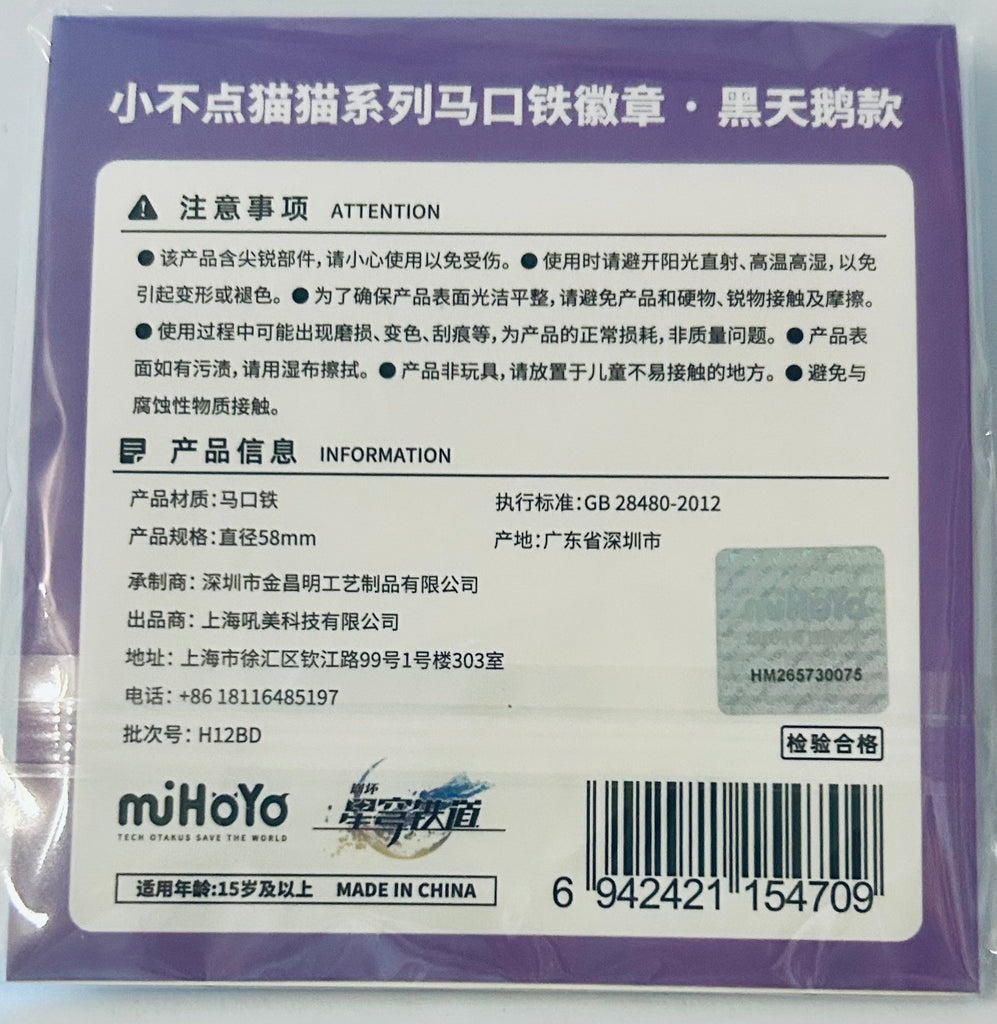 小不点猫猫系列马口铁徽章·黑天鹅款
注意事项 ATTENTION
●该产品含尖锐部件,请小心使用以免受伤。●使用时请避开阳光直射、高温高湿,以免
引起变形或褪色。●为了确保产品表面光洁平整,请避免产品和硬物、锐物接触及摩擦。
●使用过程中可能出现磨损、变色、刮痕等,为产品的正常损耗,非质量问题。●产品表
面如有污渍,请用湿布擦拭。●产品非玩具,请放置于儿童不易接触的地方。●避免与
腐蚀性物质接触。
产品信息 INFORMATION
产品材质:马口铁 执行标准:GB 28480-2012
产品规格:直径58mm 产地:广东省深圳市
承制商: 深圳市金昌明工艺制品有限公司
出品商: 上海吼美科技有限公司
地址: 上海市徐汇区钦江路99号1号楼303室
电话: +86 18116485197
批次号: H12BD
HM265730075
检验合格
miHoYo
TECH OTAKUS SAVE THE WORLD
崩坏
星穹铁道
适用年龄:15岁及以上 MADE IN CHINA
6 942421 154709